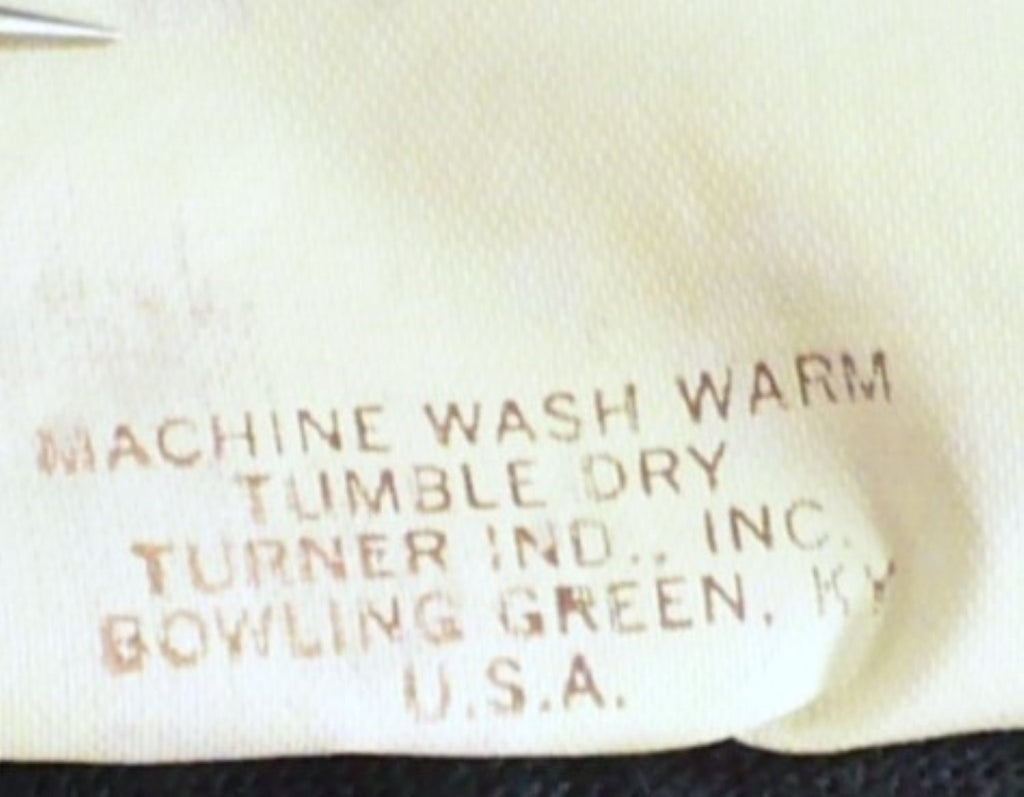 MACHINE WASH WARM
TUMBLE DRY
TURNER IND., INC.
BOWLING GREEN, KY
U.S.A.